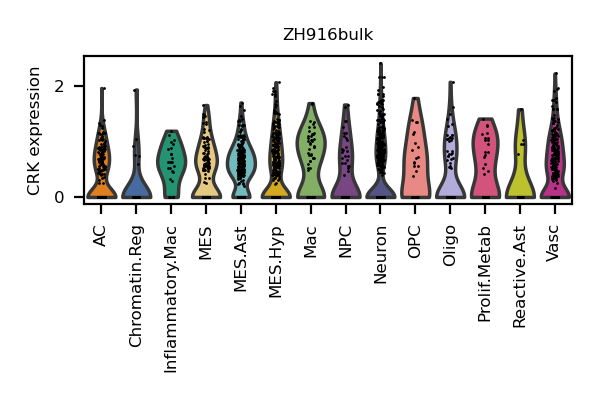 ZH916bulk
CRK expression
2
0
AC
Chromatin.Reg
Inflammatory.Mac
MES
MES.Ast
MES.Hyp
Mac
NPC
Neuron
OPC
Oligo
Prolif.Metab
Reactive.Ast
Vasc